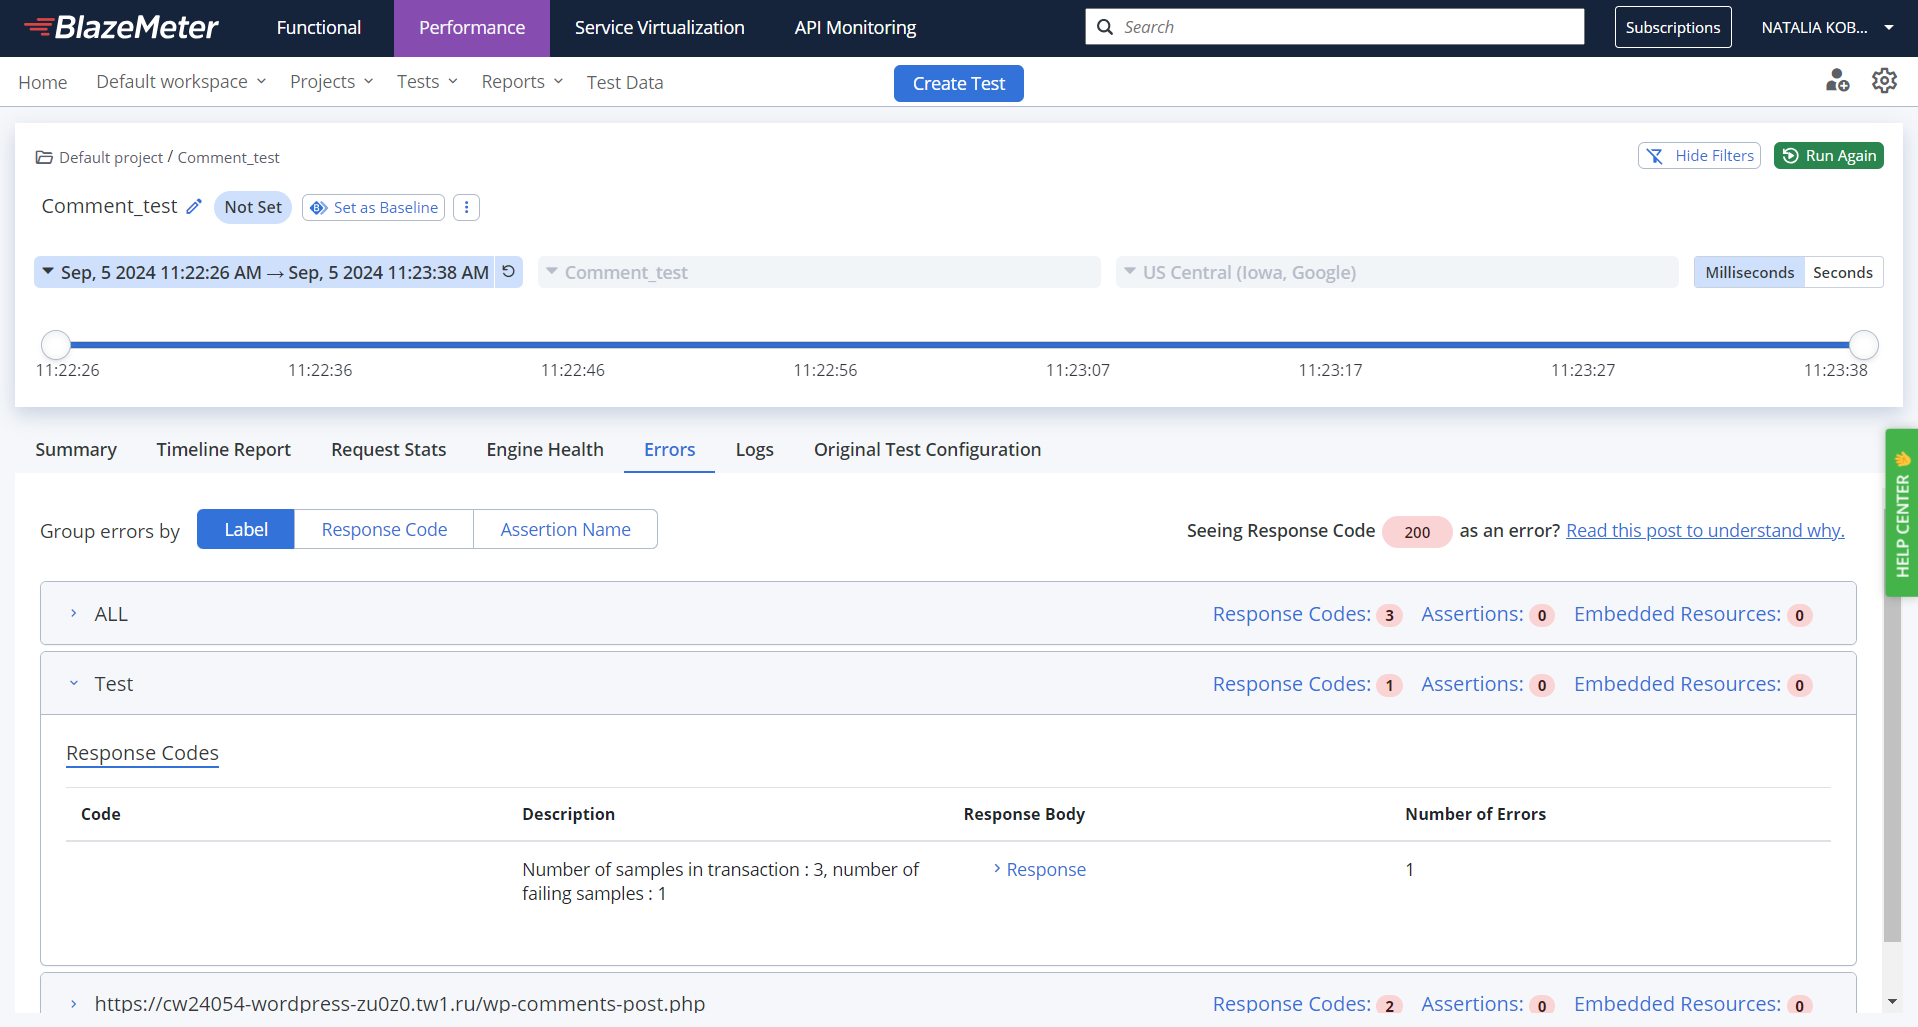 BlazeMeter
Functional
Performance
Service Virtualization
API Monitoring
Search
Subscriptions
NATALIA KOB...
Home
Default workspace
Projects
Tests
Reports
Test Data
Create Test
Default project / Comment_test
Hide Filters
Run Again
Comment_test
Not Set
Set as Baseline
Sep, 5 2024 11:22:26 AM → Sep, 5 2024 11:23:38 AM
Comment_test
US Central (Iowa, Google)
Milliseconds
Seconds
11:22:26
11:22:36
11:22:46
11:22:56
11:23:07
11:23:17
11:23:27
11:23:38
Summary
Timeline Report
Request Stats
Engine Health
Errors
Logs
Original Test Configuration
HELP CENTER
Group errors by
Label
Response Code
Assertion Name
Seeing Response Code 200 as an error? Read this post to understand why.
ALL
Response Codes: 3
Assertions: 0
Embedded Resources: 0
Test
Response Codes: 1
Assertions: 0
Embedded Resources: 0
Response Codes
Code
Description
Response Body
Number of Errors
Number of samples in transaction : 3, number of
failing samples : 1
Response
1
https://cw24054-wordpress-zu0z0.tw1.ru/wp-comments-post.php
Response Codes: 2
Assertions: 0
Embedded Resources: 0